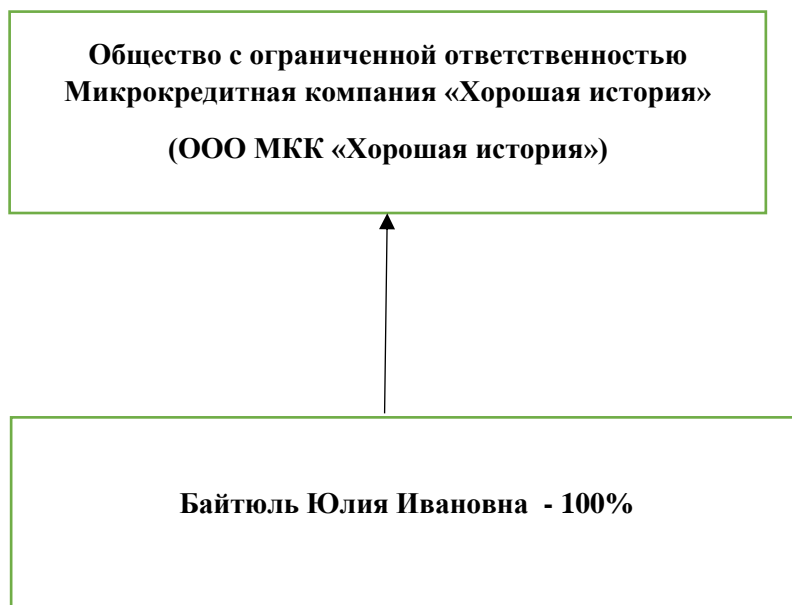 Общество с ограниченной ответственностью
Микрокредитная компания «Хорошая история»
(ООО МКК «Хорошая история»)
Байтюль Юлия Ивановна - 100%